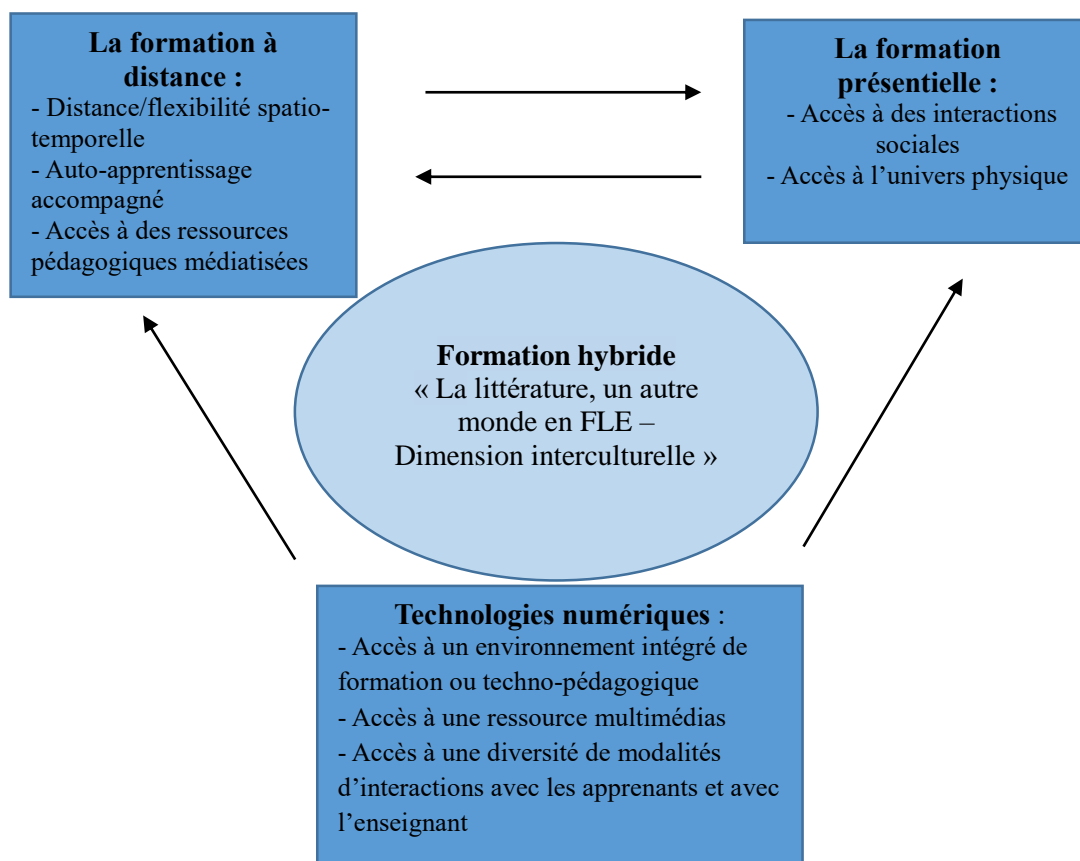 La formation à
distance :
- Distance/flexibilité spatio-
temporelle
- Auto-apprentissage
accompagné
- Accès à des ressources
pédagogiques médiatisées
La formation
présentielle :
- Accès à des interactions
sociales
- Accès à l’univers physique
Formation hybride
« La littérature, un autre
monde en FLE –
Dimension interculturelle »
Technologies numériques :
- Accès à un environnement intégré de
formation ou techno-pédagogique
- Accès à une ressource multimédias
- Accès à une diversité de modalités
d’interactions avec les apprenants et avec
l’enseignant